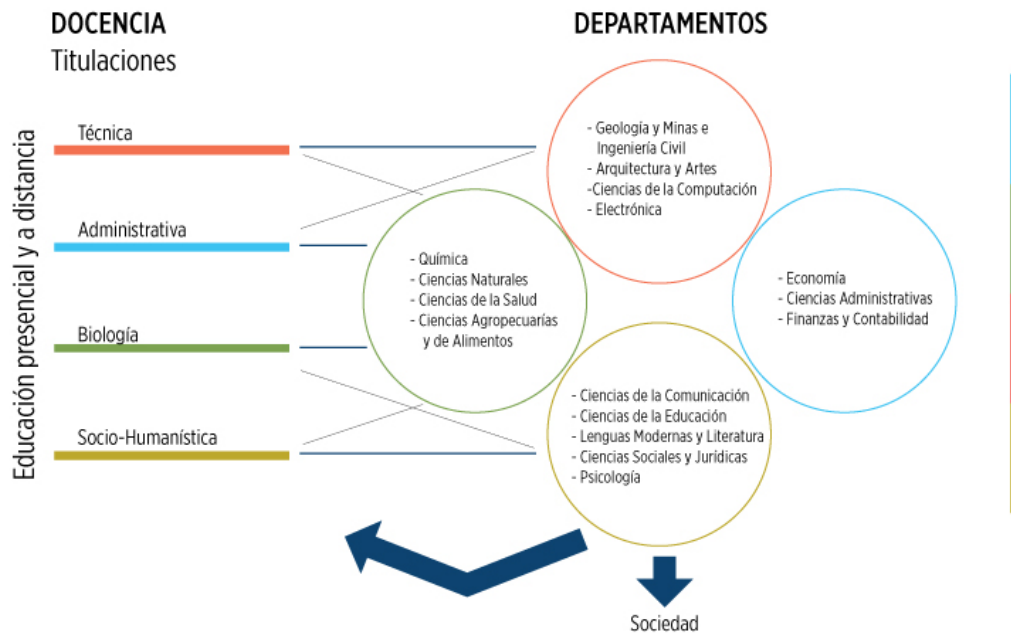 DOCENCIA
Titulaciones
DEPARTAMENTOS
Educación presencial y a distancia
Técnica
Administrativa
Biología
Socio-Humanística
- Geología y Minas e
Ingeniería Civil
- Arquitectura y Artes
-Ciencias de la Computación
- Electrónica
- Química
- Ciencias Naturales
- Ciencias de la Salud
- Ciencias Agropecuarías
y de Alimentos
- Economía
- Ciencias Administrativas
- Finanzas y Contabilidad
- Ciencias de la Comunicación
- Ciencias de la Educación
- Lenguas Modernas y Literatura
- Ciencias Sociales y Jurídicas
- Psicología
Sociedad